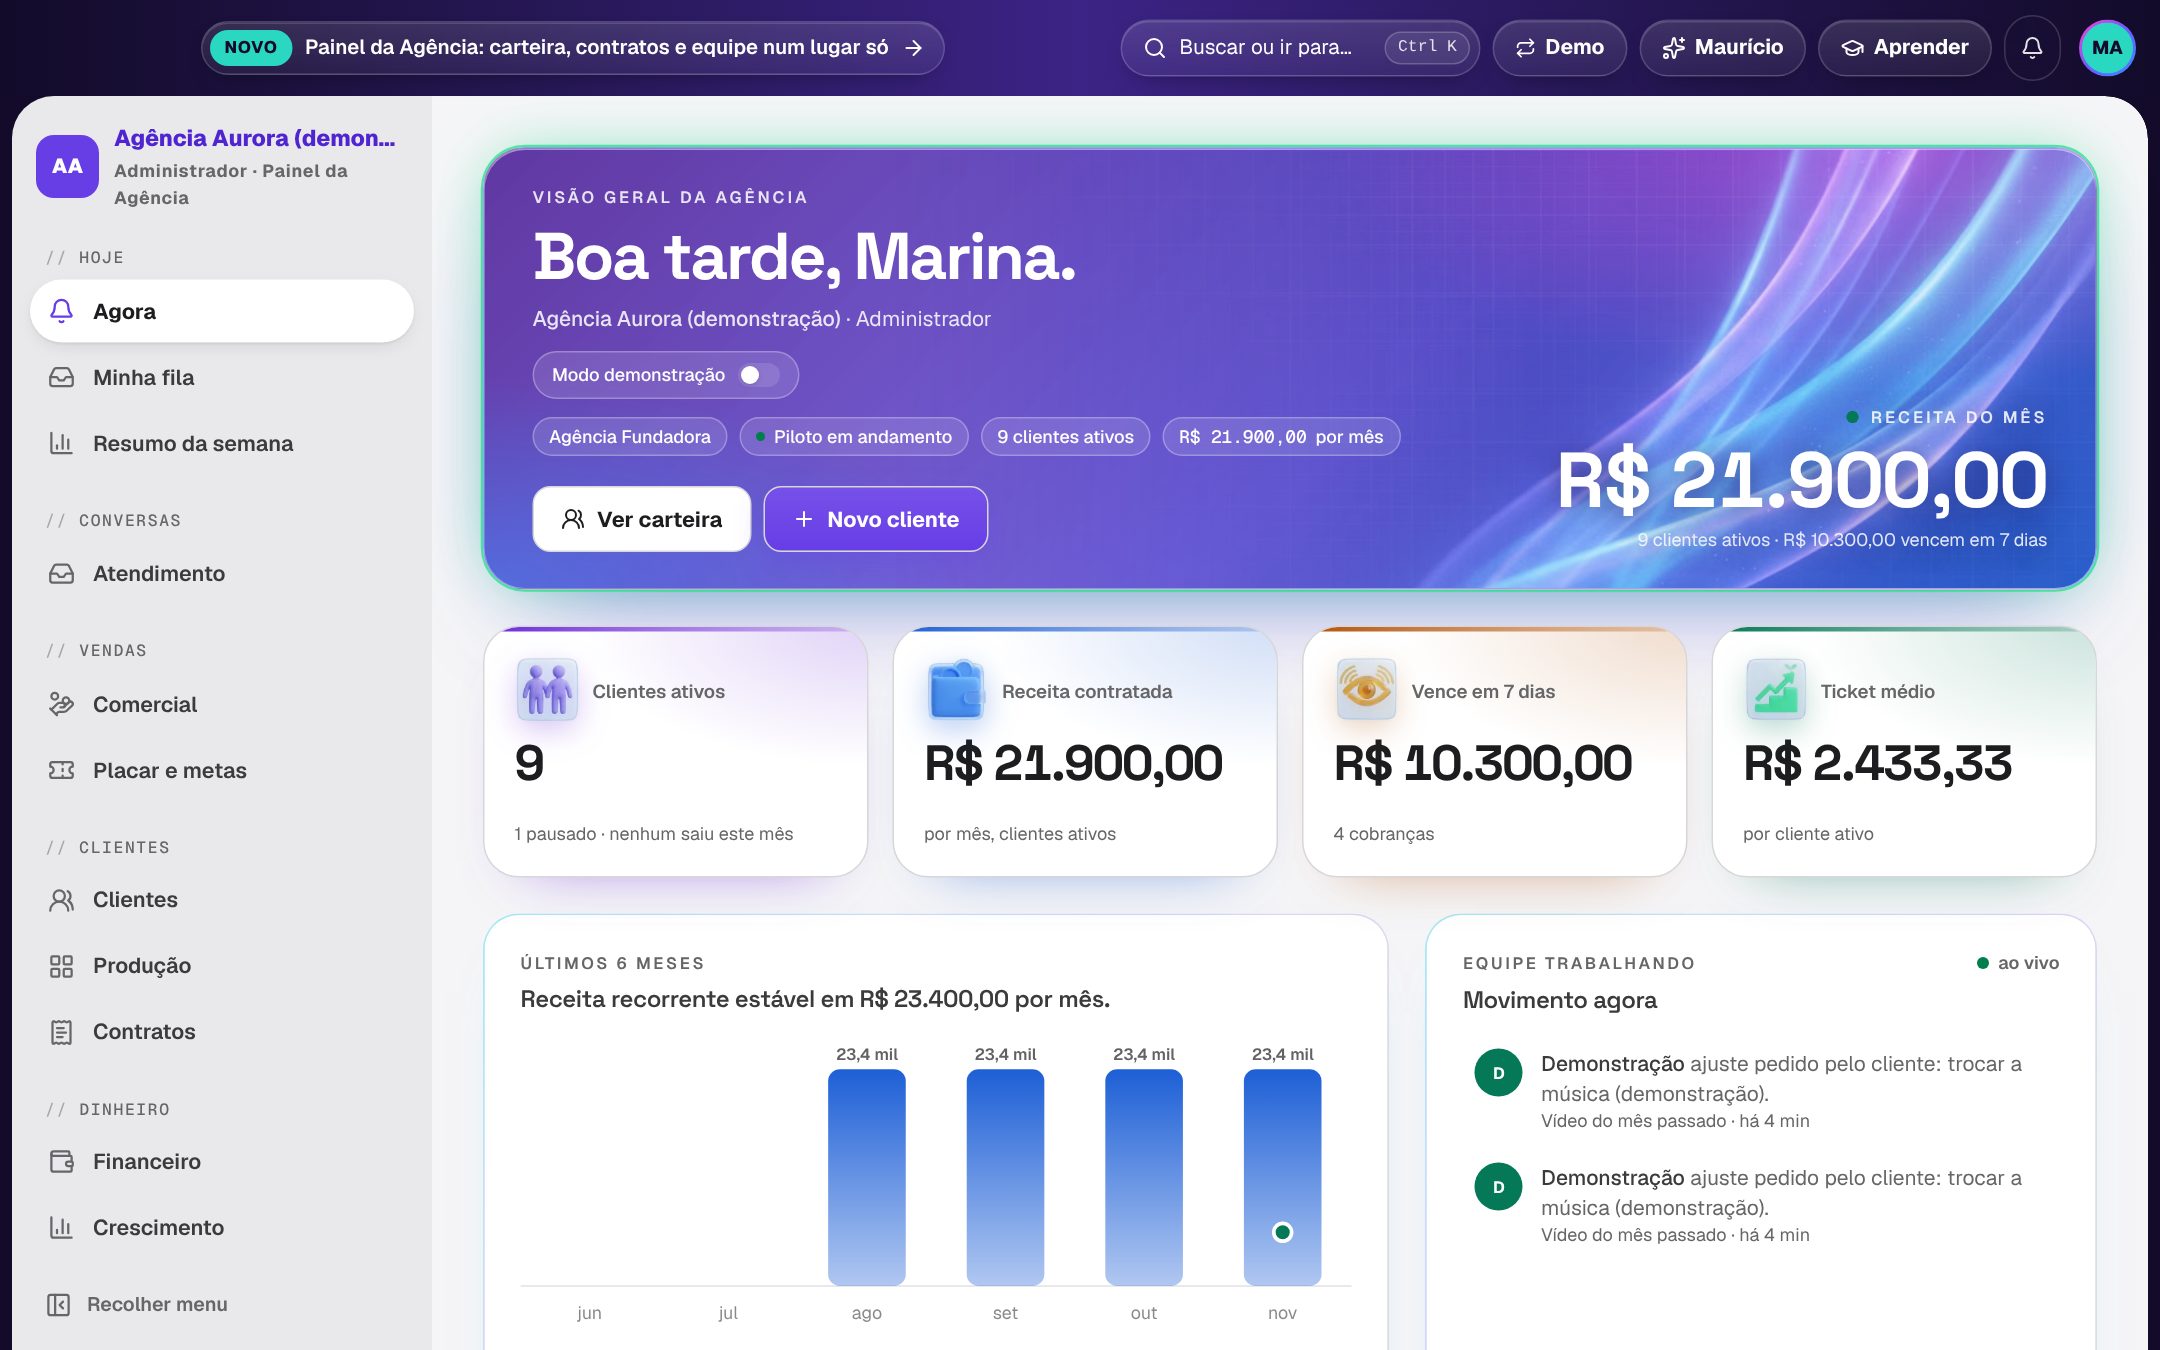 NOVO Painel da Agência: carteira, contratos e equipe num lugar só
Buscar ou ir para... Ctrl K
Demo
Maurício
Aprender
MA
AA
Agência Aurora (demon...
Administrador · Painel da
Agência
// HOJE
Agora
Minha fila
Resumo da semana
// CONVERSAS
Atendimento
// VENDAS
Comercial
Placar e metas
// CLIENTES
Clientes
Produção
Contratos
// DINHEIRO
Financeiro
Crescimento
Recolher menu
VISÃO GERAL DA AGÊNCIA
Boa tarde, Marina.
Agência Aurora (demonstração) · Administrador
Modo demonstração
Agência Fundadora
Piloto em andamento
9 clientes ativos
R$ 21.900,00 por mês
Ver carteira
Novo cliente
RECEITA DO MÊS
R$ 21.900,00
9 clientes ativos · R$ 10.300,00 vencem em 7 dias
Clientes ativos
9
1 pausado · nenhum saiu este mês
Receita contratada
R$ 21.900,00
por mês, clientes ativos
Vence em 7 dias
R$ 10.300,00
4 cobranças
Ticket médio
R$ 2.433,33
por cliente ativo
ÚLTIMOS 6 MESES
Receita recorrente estável em R$ 23.400,00 por mês.
23,4 mil 23,4 mil 23,4 mil 23,4 mil
jun jul ago set out nov
EQUIPE TRABALHANDO
ao vivo
Movimento agora
D
Demonstração ajuste pedido pelo cliente: trocar a
música (demonstração).
Vídeo do mês passado · há 4 min
D
Demonstração ajuste pedido pelo cliente: trocar a
música (demonstração).
Vídeo do mês passado · há 4 min